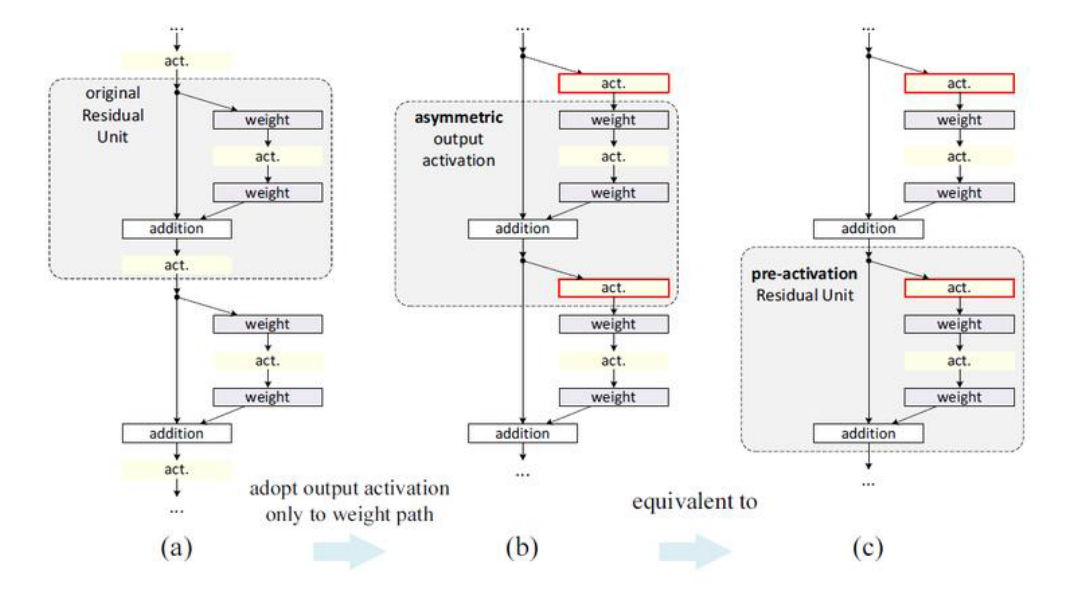 ...
act.
original
Residual
Unit
weight
act.
weight
addition
act.
weight
act.
weight
addition
act.
...
adopt output activation
only to weight path
(a)
...
act.
asymmetric
output
activation
weight
act.
weight
addition
act.
weight
act.
weight
addition
...
equivalent to
(b)
...
act.
weight
act.
weight
addition
pre-activation
Residual Unit
act.
weight
act.
weight
addition
...
(c)